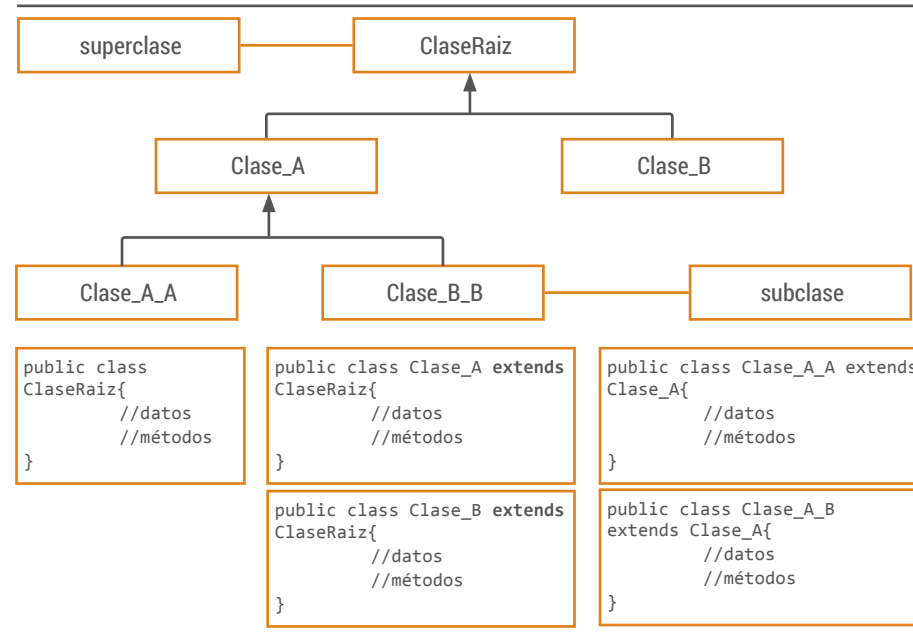 superclase
ClaseRaiz
Clase_A
Clase_B
Clase_A_A
Clase_B_B
subclase
public class
ClaseRaiz{
//datos
//métodos
}
public class Clase_A extends
ClaseRaiz{
//datos
//métodos
}
public class Clase_B extends
ClaseRaiz{
//datos
//métodos
}
public class Clase_A_A extends
Clase_A{
//datos
//métodos
}
public class Clase_A_B
extends Clase_A{
//datos
//métodos
}